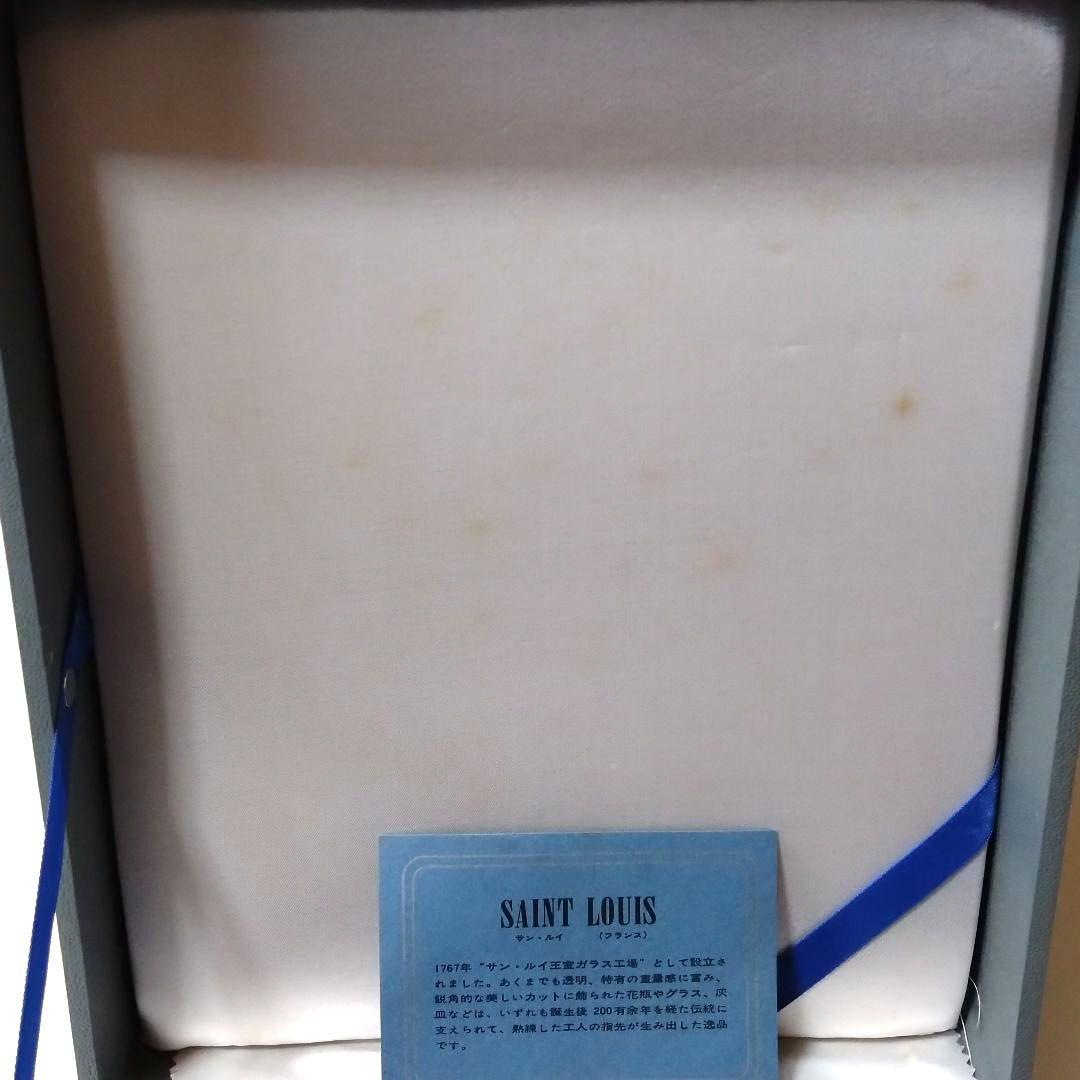 SAINT LOUIS
サン・ルイ (フランス)
1767年 “サン・ルイ王室ガラス工場” として設立さ
れました。あくまでも透明、特有の重量感に富み、
鋭角的な美しいカットに飾られた花瓶やグラス、灰
皿などは、いずれも誕生後 200有余年を経た伝統に
支えられて、熟練した工人の指先が生み出した逸品
です。